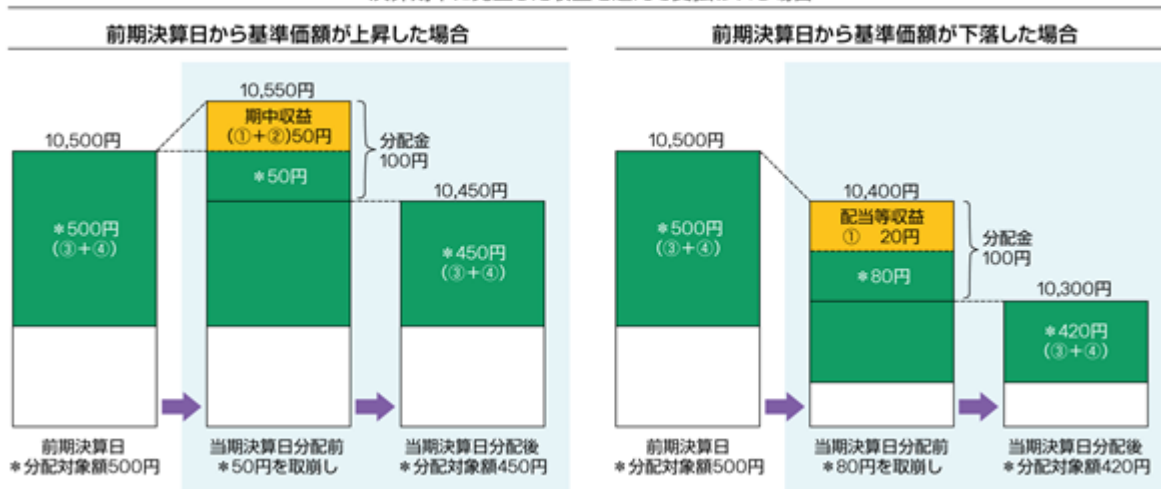 前期決算日から基準価額が上昇した場合
10,550円
期中収益
(①+②)50円
10,500円
分配金
100円
*50円
10,450円
*500円
(③+④)
*450円
(③+④)
前期決算日
*分配対象額500円
当期決算日分配前
*50円を取崩し
当期決算日分配後
*分配対象額450円
前期決算日から基準価額が下落した場合
10,500円
10,400円
配当等収益
① 20円
分配金
100円
*500円
(③+④)
*80円
10,300円
*420円
(③+④)
前期決算日
*分配対象額500円
当期決算日分配前
*80円を取崩し
当期決算日分配後
*分配対象額420円